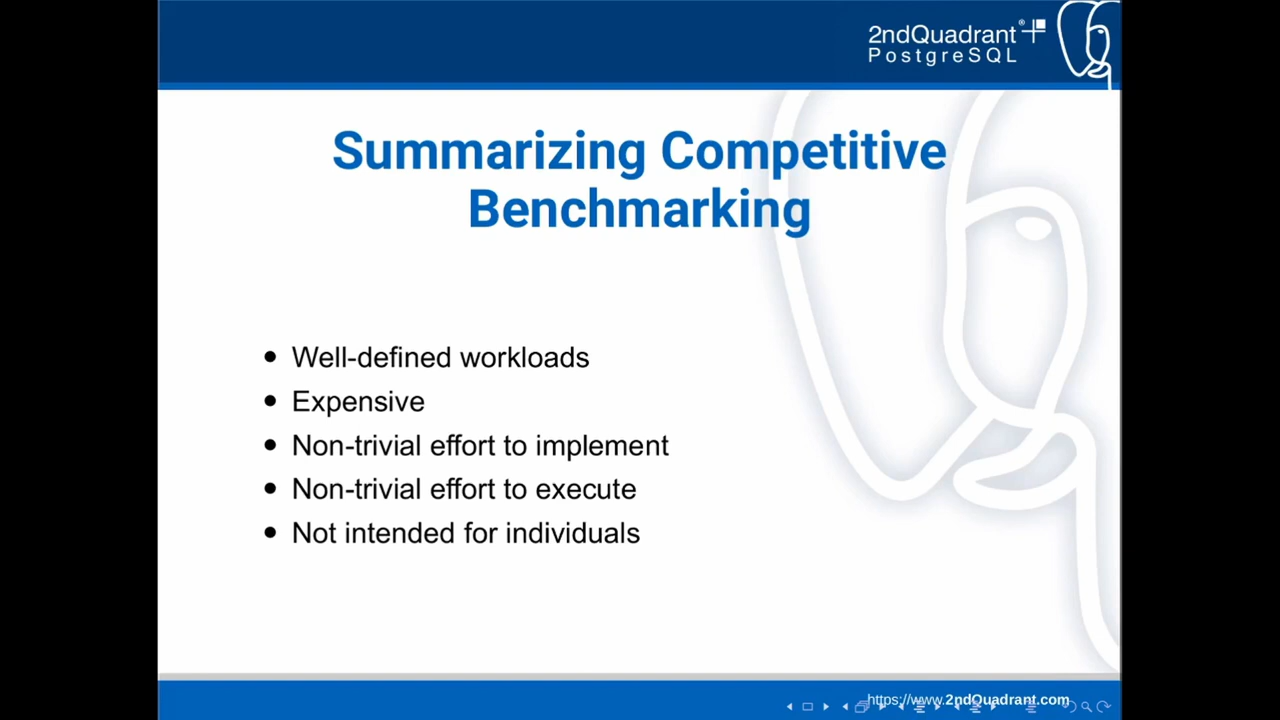 2ndQuadrant®
PostgreSQL
Summarizing Competitive
Benchmarking
• Well-defined workloads
• Expensive
• Non-trivial effort to implement
• Non-trivial effort to execute
• Not intended for individuals
https://www.2ndQuadrant.com